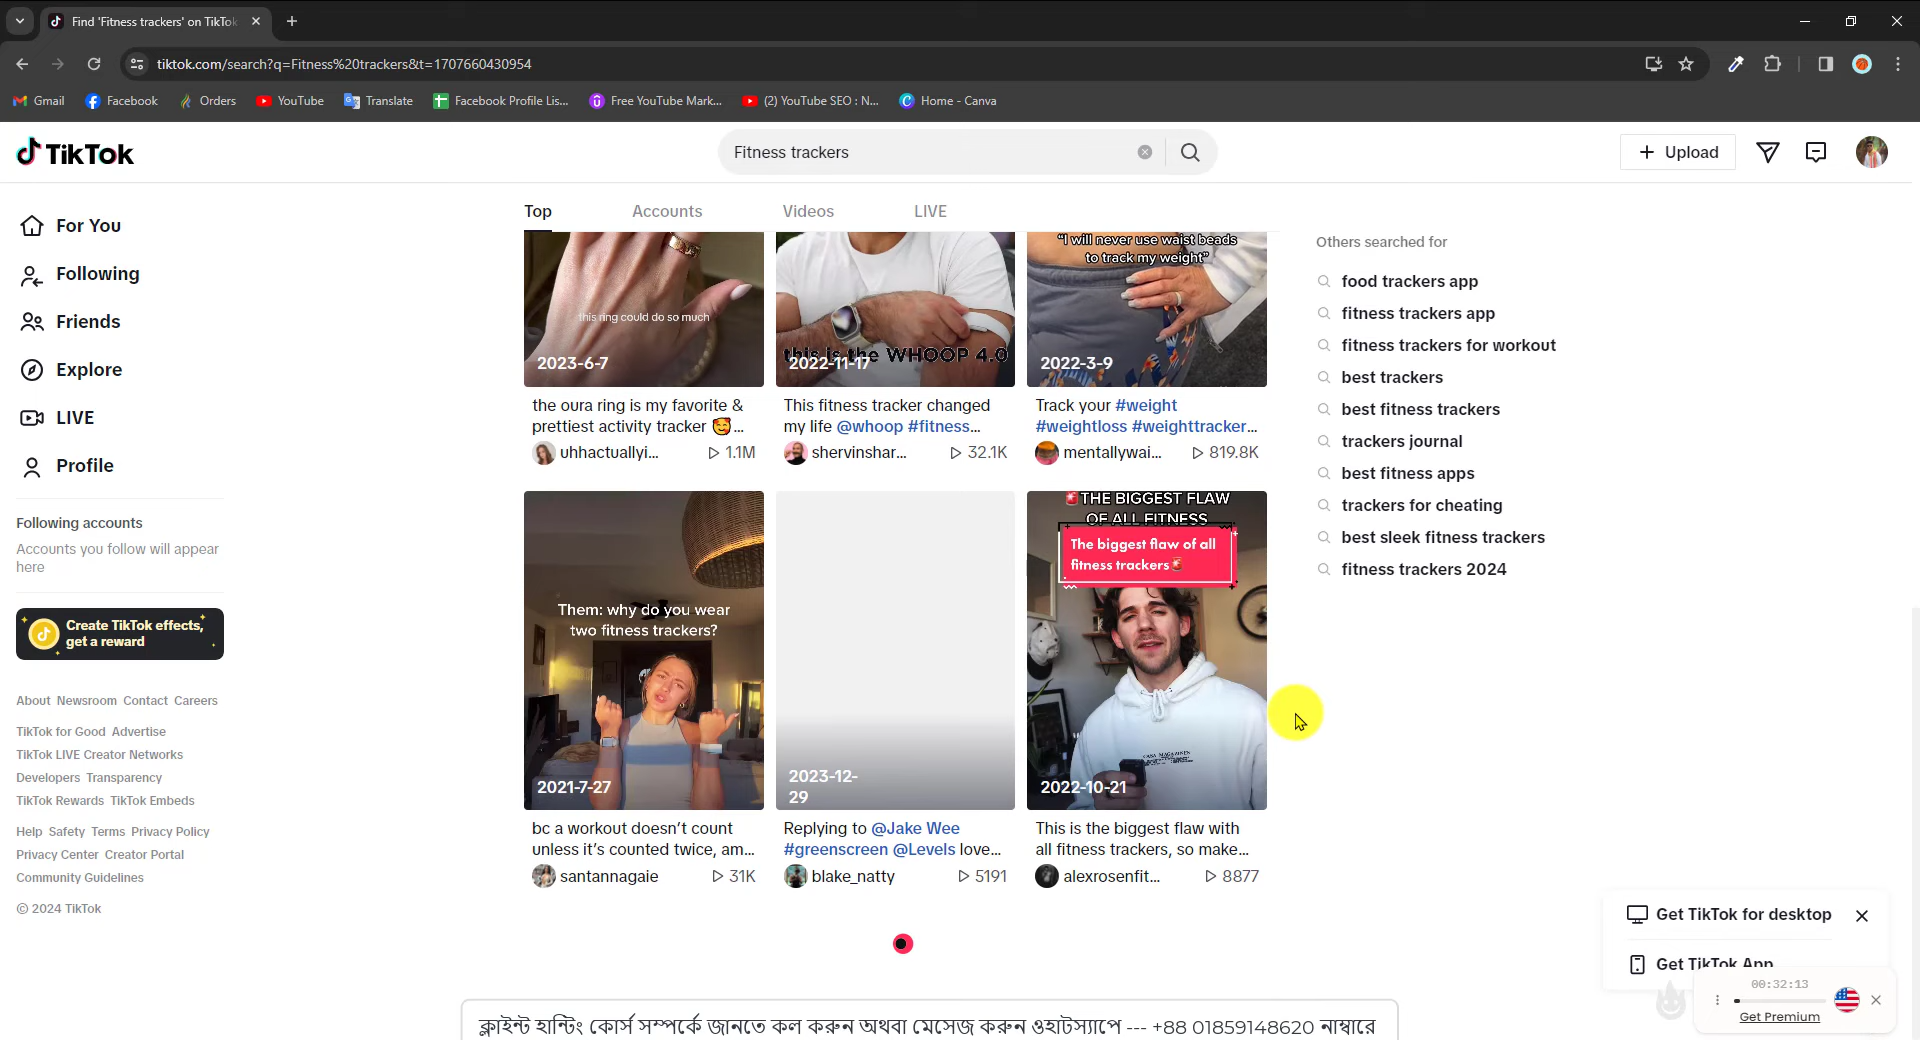 Find 'Fitness trackers' on TikTok
tiktok.com/search?q=Fitness%20trackers&t=1707660430954
Gmail
Facebook
Orders
YouTube
Translate
Facebook Profile Lis...
Free YouTube Mark...
(2) YouTube SEO : N...
Home - Canva
TikTok
Fitness trackers
Upload
For You
Following
Friends
Explore
LIVE
Profile
Following accounts
Accounts you follow will appear
here
Create TikTok effects,
get a reward
About Newsroom Contact Careers
TikTok for Good Advertise
TikTok LIVE Creator Networks
Developers Transparency
TikTok Rewards TikTok Embeds
Help Safety Terms Privacy Policy
Privacy Center Creator Portal
Community Guidelines
© 2024 TikTok
Top
Accounts
Videos
LIVE
this ring could do so much
2023-6-7
the oura ring is my favorite &
prettiest activity tracker 🥰...
uhhactuallyi...
1.1M
this is the WHOOP 4.0
2022-11-17
This fitness tracker changed
my life @whoop #fitness...
shervinshar...
32.1K
"I will never use waist beads
to track my weight"
2022-3-9
Track your #weight
#weightloss #weighttracker...
mentallywai...
819.8K
Them: why do you wear
two fitness trackers?
2021-7-27
bc a workout doesn't count
unless it's counted twice, am...
santannagaie
31K
2023-12-
29
Replying to @Jake Wee
#greenscreen @Levels love...
blake_natty
5191
🚨THE BIGGEST FLAW
OF ALL FITNESS
The biggest flaw of all
fitness trackers🚨
2022-10-21
This is the biggest flaw with
all fitness trackers, so make...
alexrosenfit...
8877
Others searched for
food trackers app
fitness trackers app
fitness trackers for workout
best trackers
best fitness trackers
trackers journal
best fitness apps
trackers for cheating
best sleek fitness trackers
fitness trackers 2024
Get TikTok for desktop
Get TikTok App
00:32:13
Get Premium
ক্লাইন্ট হান্টিং কোর্স সম্পর্কে জানতে কল করুন অথবা মেসেজ করুন ওহাটস্যাপে --- +88 01859148620 নাম্বারে